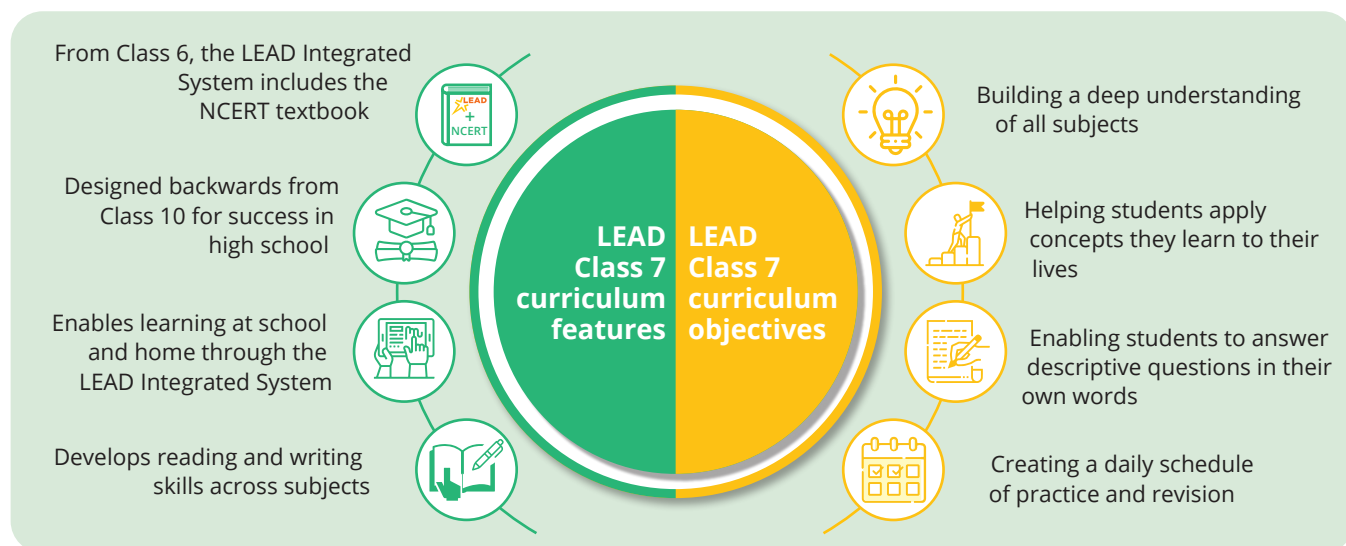 From Class 6, the LEAD Integrated
System includes the
NCERT textbook
LEAD
+
NCERT
Designed backwards from
Class 10 for success in
high school
Enables learning at school
and home through the
LEAD Integrated System
Develops reading and writing
skills across subjects
LEAD
Class 7
curriculum
features
LEAD
Class 7
curriculum
objectives
Building a deep understanding
of all subjects
Helping students apply
concepts they learn to their
lives
Enabling students to answer
descriptive questions in their
own words
Creating a daily schedule
of practice and revision